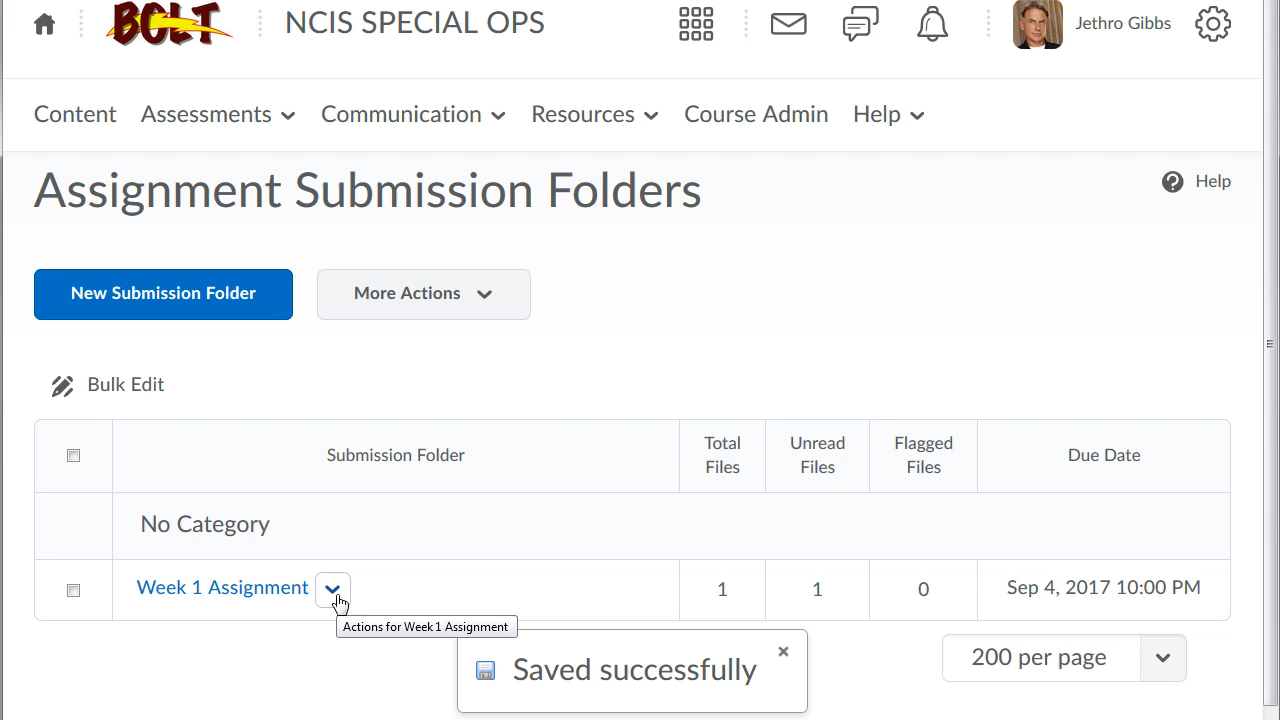 BOLT
NCIS SPECIAL OPS
Jethro Gibbs
Content Assessments Communication Resources Course Admin Help
Assignment Submission Folders
Help
New Submission Folder
More Actions
Bulk Edit
Submission Folder
Total
Files
Unread
Files
Flagged
Files
Due Date
No Category
Week 1 Assignment
1
1
0
Sep 4, 2017 10:00 PM
Actions for Week 1 Assignment
Saved successfully
200 per page